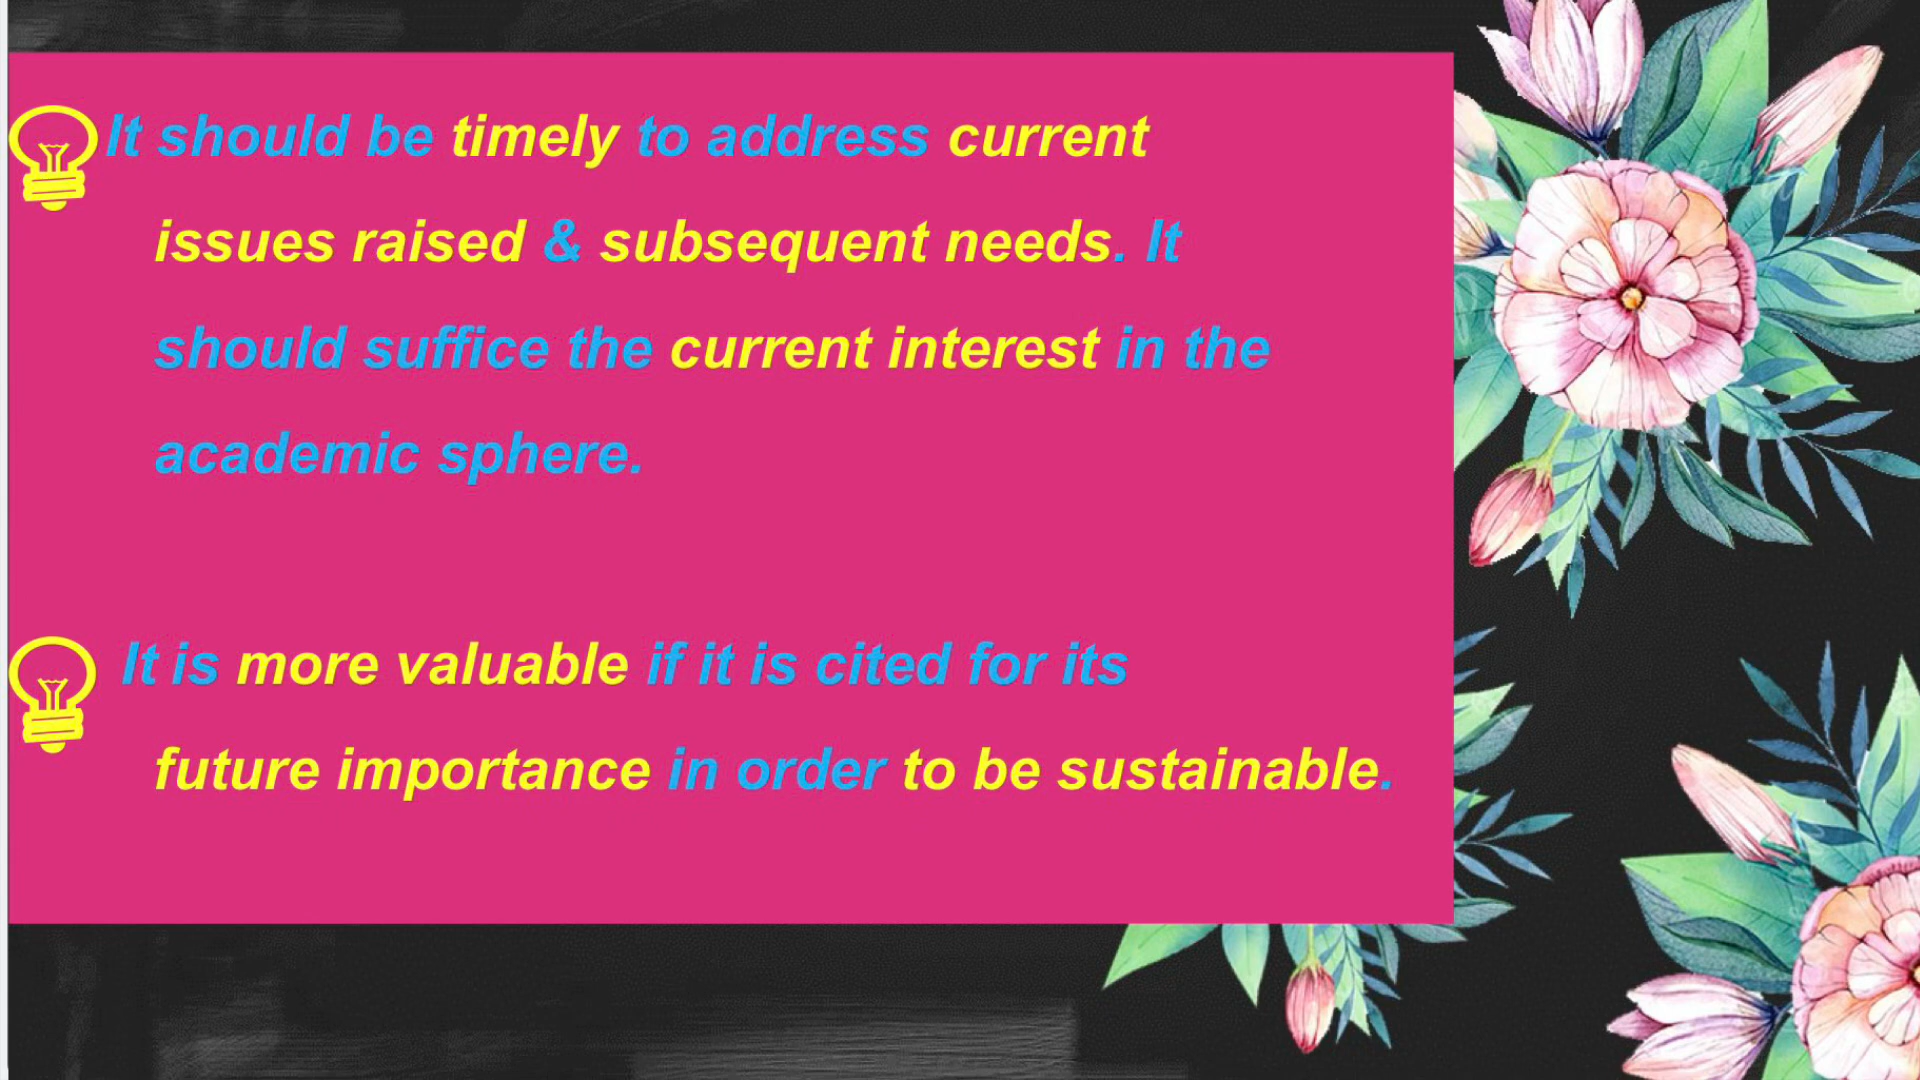 It should be timely to address current
issues raised & subsequent needs. It
should suffice the current interest in the
academic sphere.
It is more valuable if it is cited for its
future importance in order to be sustainable.